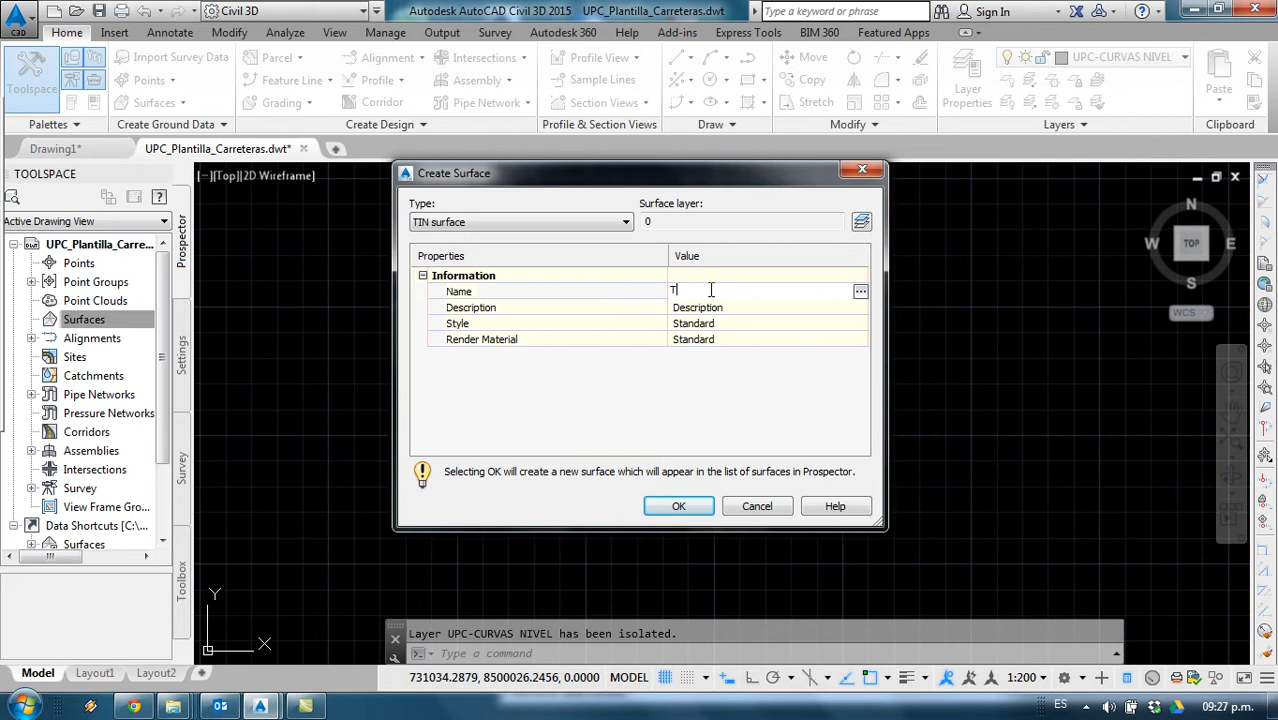 C3D
Civil 3D
Autodesk AutoCAD Civil 3D 2015 UPC_Plantilla_Carreteras.dwt
Type a keyword or phrase
Sign In
Home Insert Annotate Modify Analyze View Manage Output Survey Autodesk 360 Help Add-ins Express Tools BIM 360 Featured Apps
Import Survey Data Parcel Alignment Intersections Profile View Move UPC-CURVAS NIVEL
Toolspace Points Feature Line Profile Assembly Sample Lines Copy Layer Properties Paste
Surfaces Grading Corridor Pipe Network Section Views Stretch
Palettes Create Ground Data Create Design Profile & Section Views Draw Modify Layers Clipboard
Drawing1* UPC_Plantilla_Carreteras.dwt*
TOOLSPACE
Active Drawing View
UPC_Plantilla_Carre...
Points
Point Groups
Point Clouds
Surfaces
Alignments
Sites
Catchments
Pipe Networks
Pressure Networks
Corridors
Assemblies
Intersections
Survey
View Frame Gro...
Data Shortcuts [C:\...
Surfaces
Prospector
Settings
Survey
Toolbox
[−][Top][2D Wireframe]
N
W TOP E
S
WCS
Create Surface
Type: Surface layer:
TIN surface 0
Properties Value
Information
Name T
Description Description
Style Standard
Render Material Standard
Selecting OK will create a new surface which will appear in the list of surfaces in Prospector.
OK Cancel Help
Y
X
Layer UPC-CURVAS NIVEL has been isolated.
Type a command
Model Layout1 Layout2
731034.2879, 8500026.2456, 0.0000 MODEL 1:200
ES 09:27 p.m.